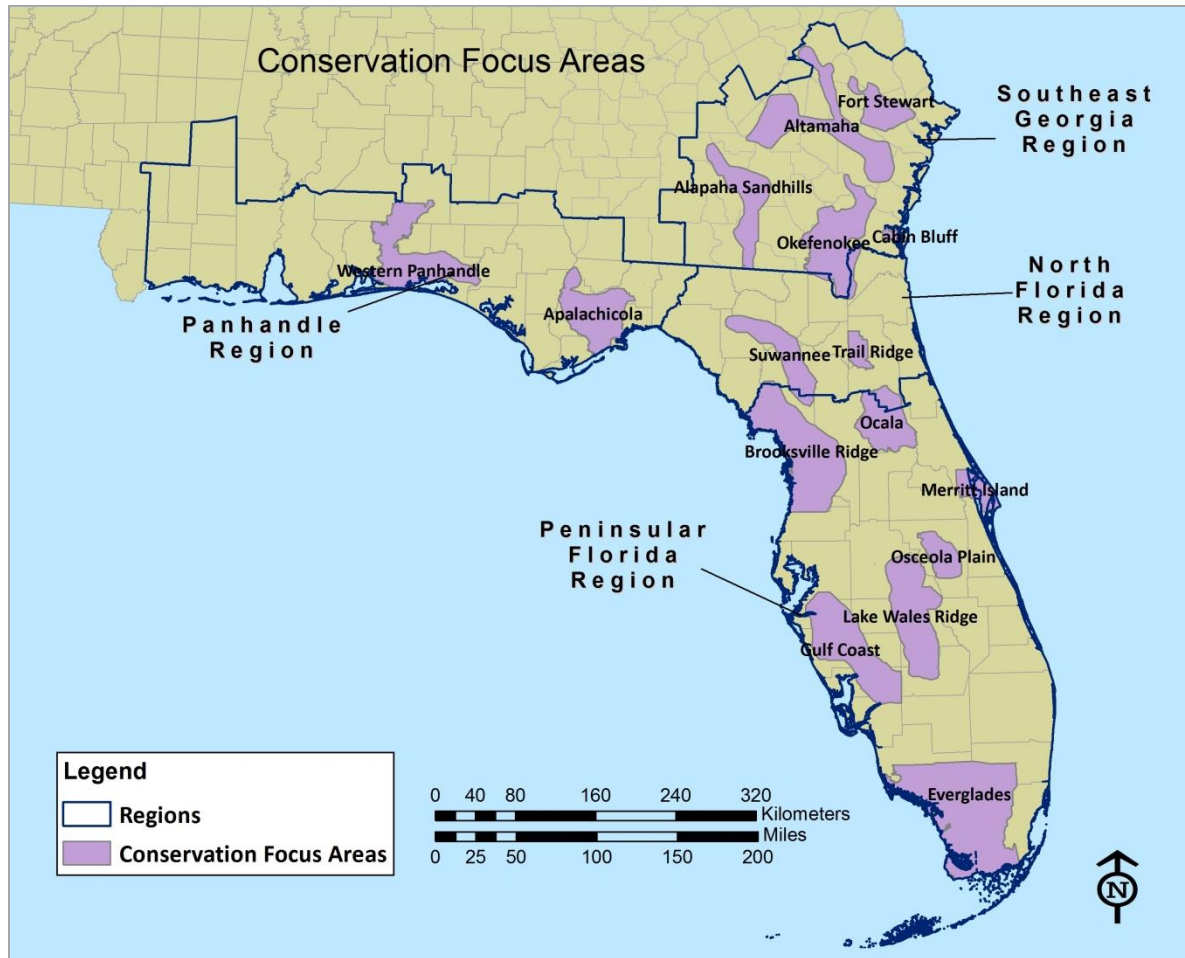 Conservation Focus Areas
Southeast
Georgia
Region
Fort Stewart
Altamaha
Alapaha Sandhills
Okefenokee
Cabin Bluff
North
Florida
Region
Western Panhandle
Panhandle
Region
Apalachicola
Suwannee
Trail Ridge
Ocala
Brooksville Ridge
Merritt Island
Peninsular
Florida
Region
Osceola Plain
Lake Wales Ridge
Gulf Coast
Everglades
Legend
Regions
Conservation Focus Areas
0 40 80 160 240 320
Kilometers
Miles
0 25 50 100 150 200
N